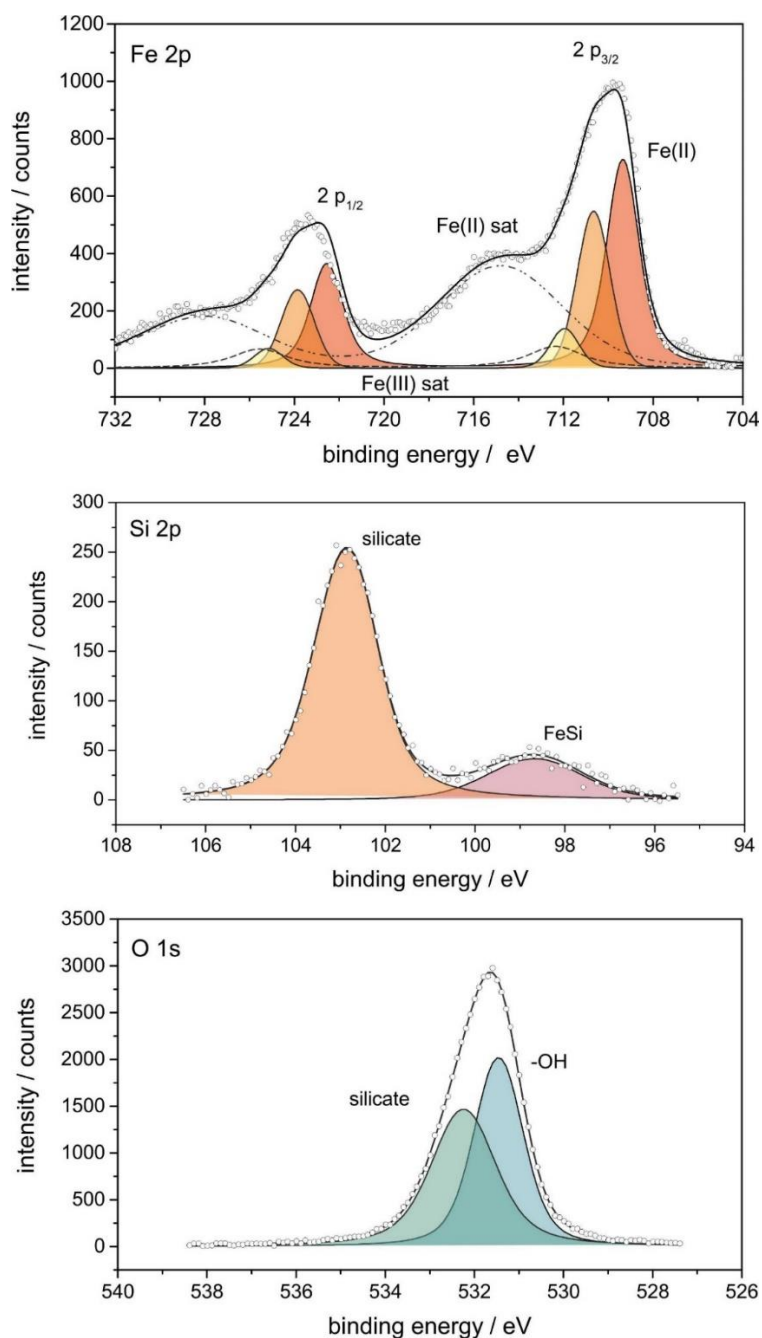 Fe 2p
2 p3/2
Fe(II)
2 p1/2
Fe(II) sat
Fe(III) sat
intensity / counts
1200
1000
800
600
400
200
0
732 728 724 720 716 712 708 704
binding energy / eV
Si 2p
silicate
FeSi
intensity / counts
300
250
200
150
100
50
0
108 106 104 102 100 98 96 94
binding energy / eV
O 1s
-OH
silicate
intensity / counts
3500
3000
2500
2000
1500
1000
500
0
540 538 536 534 532 530 528 526
binding energy / eV